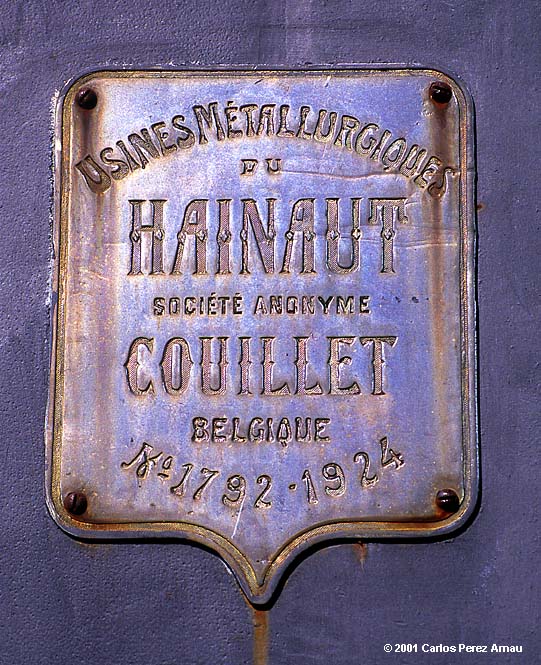 USINES MÉTALLURGIQUES
DU
HAINAUT
SOCIÉTÉ ANONYME
COUILLET
BELGIQUE
No 1792 - 1924
© 2001 Carlos Perez Arnau